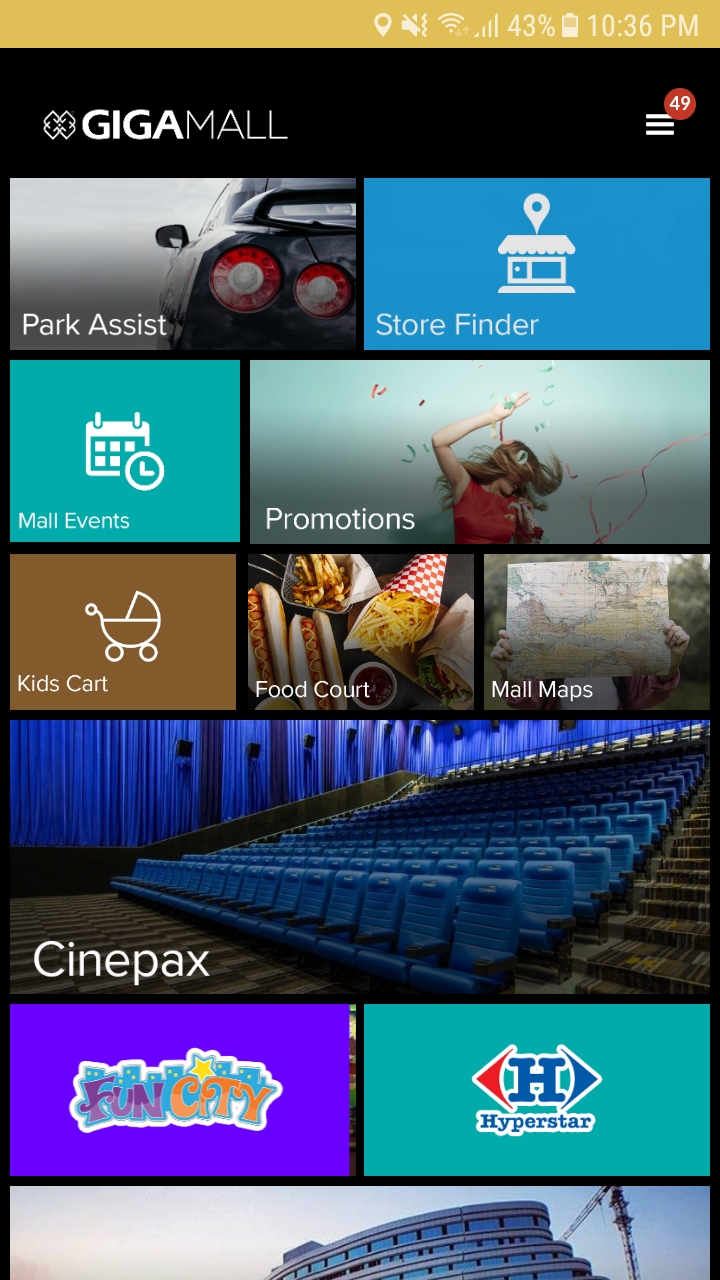 43% 10:36 PM
GIGAMALL
49
Park Assist
Store Finder
Mall Events
Promotions
Kids Cart
Food Court
Mall Maps
Cinepax
FUN CITY
H
Hyperstar